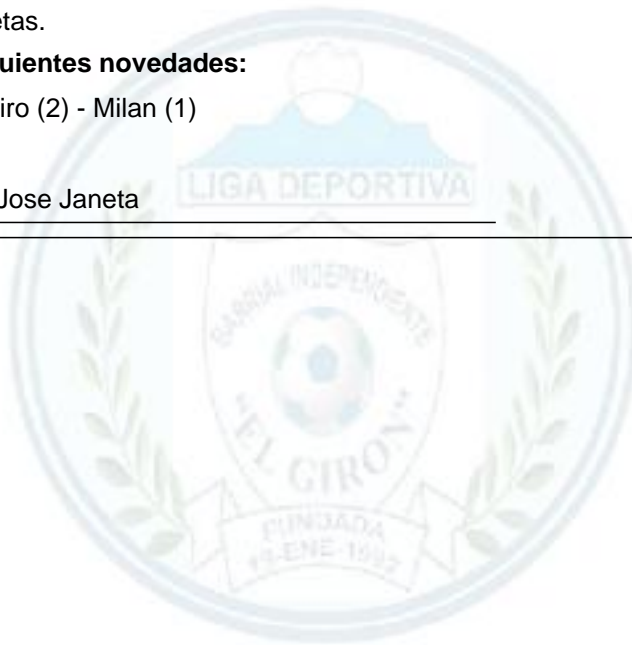 etas.
uientes novedades:
iro (2) - Milan (1)
Jose Janeta
LIGA DEPORTIVA
BARRIAL INDEPENDIENTE
"EL GIRON"
FUNDADA